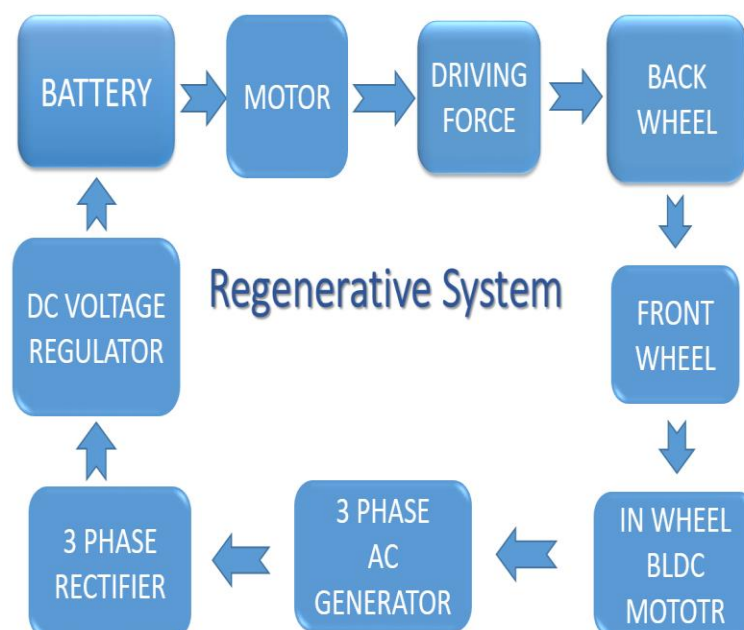 BATTERY
MOTOR
DRIVING
FORCE
BACK
WHEEL
Regenerative System
DC VOLTAGE
REGULATOR
FRONT
WHEEL
3 PHASE
RECTIFIER
3 PHASE
AC
GENERATOR
IN WHEEL
BLDC
MOTOTR